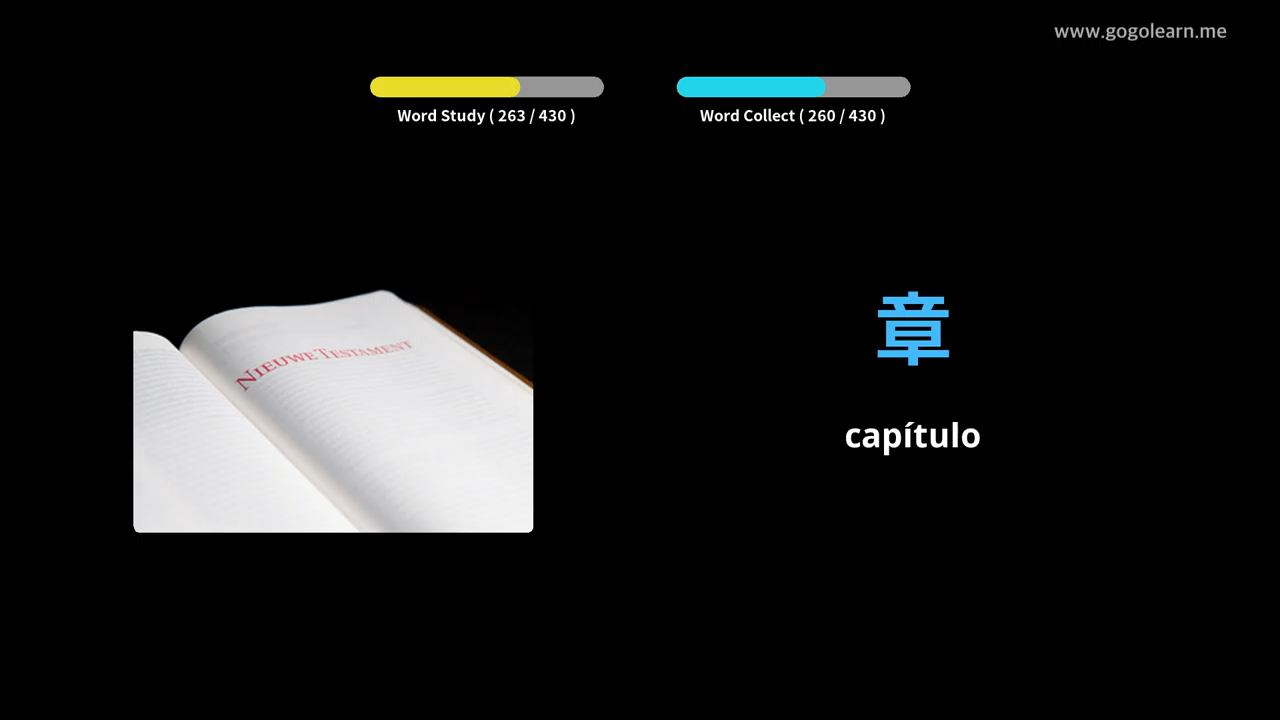 www.gogolearn.me
Word Study ( 263 / 430 )
Word Collect ( 260 / 430 )
NIEUWE TESTAMENT
章
capítulo